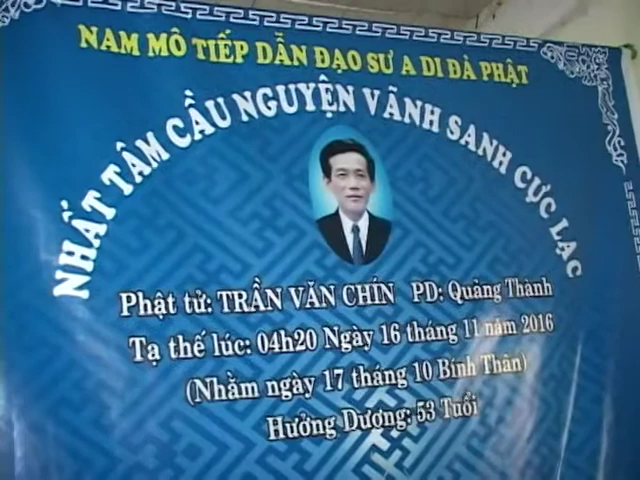 NAM MÔ TIẾP DẪN ĐẠO SƯ A DI ĐÀ PHẬT
NHẤT TÂM CẦU NGUYỆN VÃNH SANH CỰC LẠC
Phật tử: TRẦN VĂN CHÍN PD: Quảng Thành
Tạ thế lúc: 04h20 Ngày 16 tháng 11 năm 2016
(Nhằm ngày 17 tháng 10 Bính Thân)
Hưởng Dương: 53 Tuổi